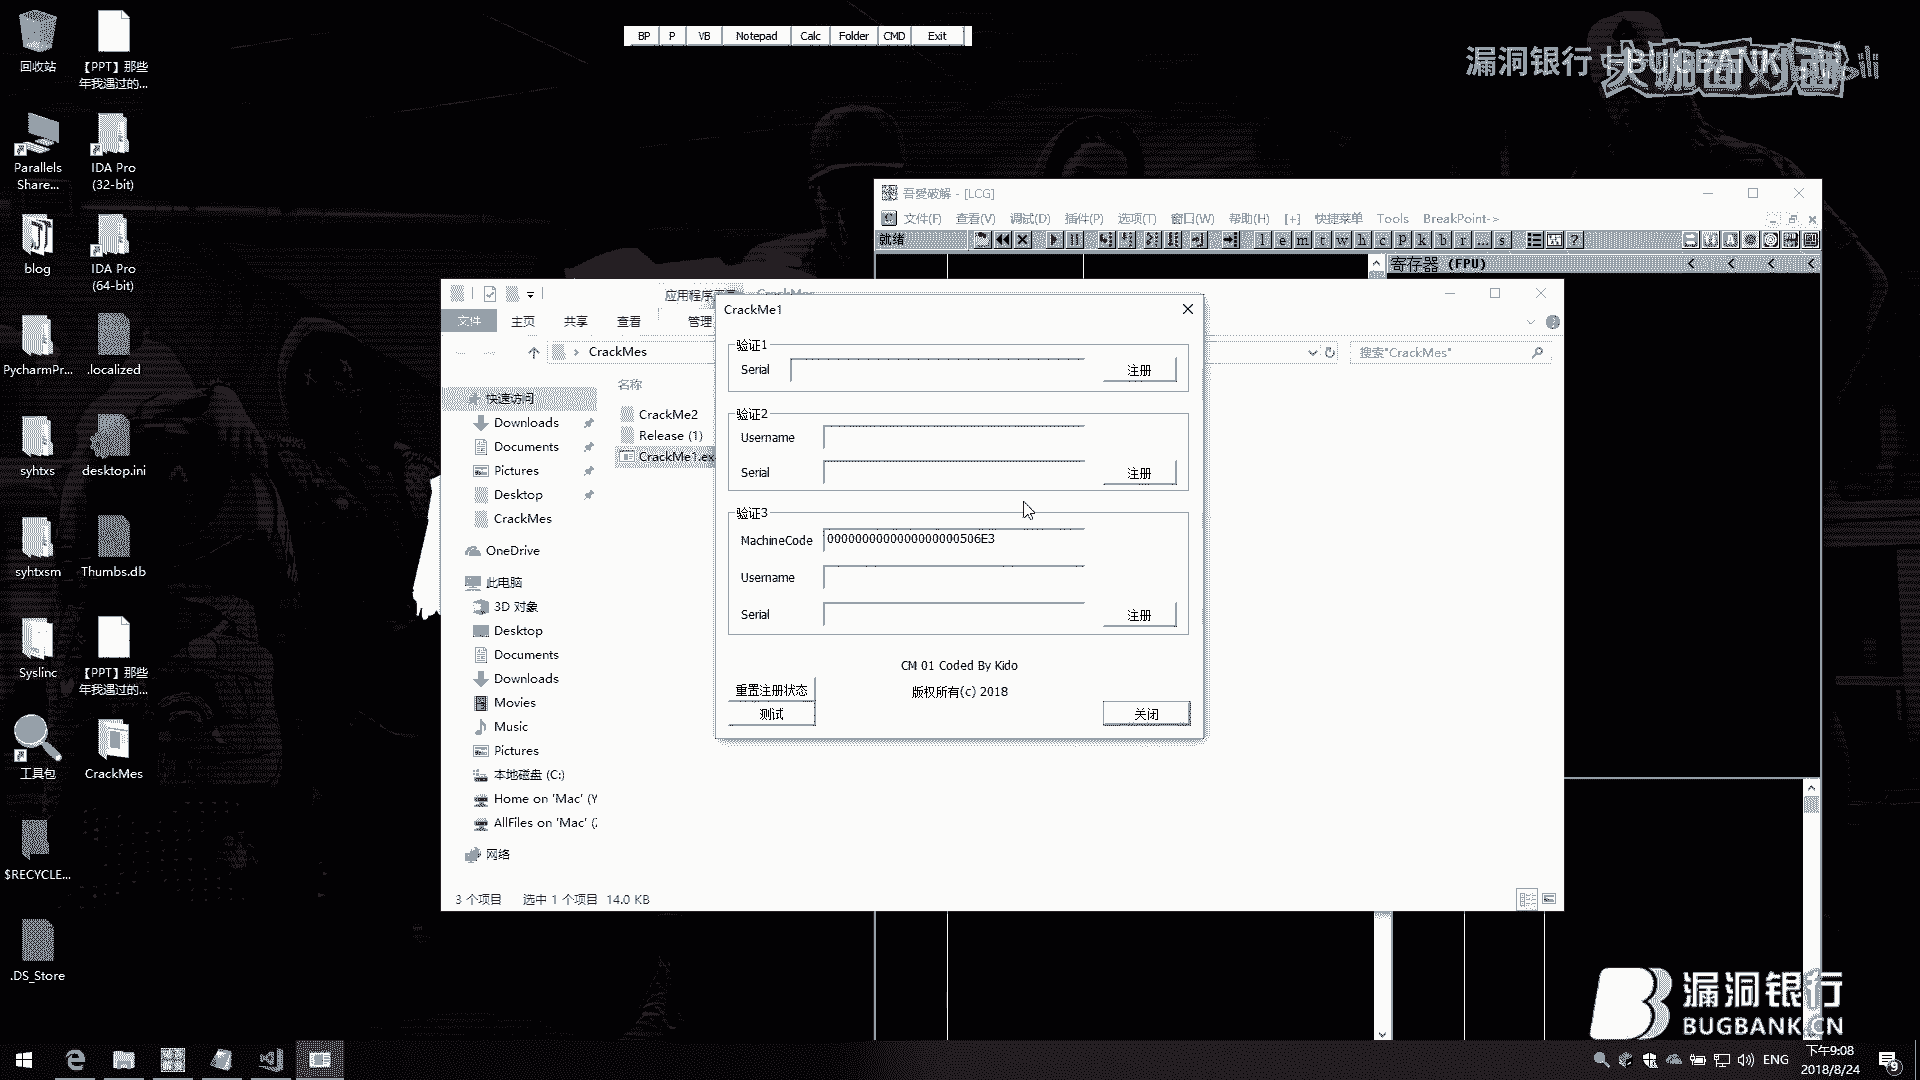 回收站
【PPT】那些
年我遇过的...
Parallels
Share...
IDA Pro
(32-bit)
blog
IDA Pro
(64-bit)
PycharmPr...
.localized
syhtxs
desktop.ini
syhtxsm
Thumbs.db
Syslinc
【PPT】那些
年我遇过的...
工具包
CrackMes
$RECYCLE...
.DS_Store
BP P VB Notepad Calc Folder CMD Exit
漏洞银行
吾爱破解 - [LCG]
文件(F) 查看(V) 调试(D) 插件(P) 选项(T) 窗口(W) 帮助(H) [+] 快捷菜单 Tools BreakPoint->
就绪
l e m t w h c p k b r ... s
?
寄存器 (FPU)
< < < <
CrackMes
文件 主页 共享 查看 管理
CrackMes
搜索"CrackMes"
名称
快速访问
Downloads
Documents
Pictures
Desktop
CrackMes
OneDrive
此电脑
3D 对象
Desktop
Documents
Downloads
Movies
Music
Pictures
本地磁盘 (C:)
Home on 'Mac' (Y
AllFiles on 'Mac' (
网络
CrackMe2
Release (1)
CrackMe1.ex
3 个项目 选中 1 个项目 14.0 KB
CrackMe1
验证1
Serial
注册
验证2
Username
Serial
注册
验证3
MachineCode
0000000000000000000506E3
Username
Serial
注册
CM 01 Coded By Kido
版权所有(c) 2018
重置注册状态
测试
关闭
漏洞银行
BUGBANK.CN
ENG
下午9:08
2018/8/24